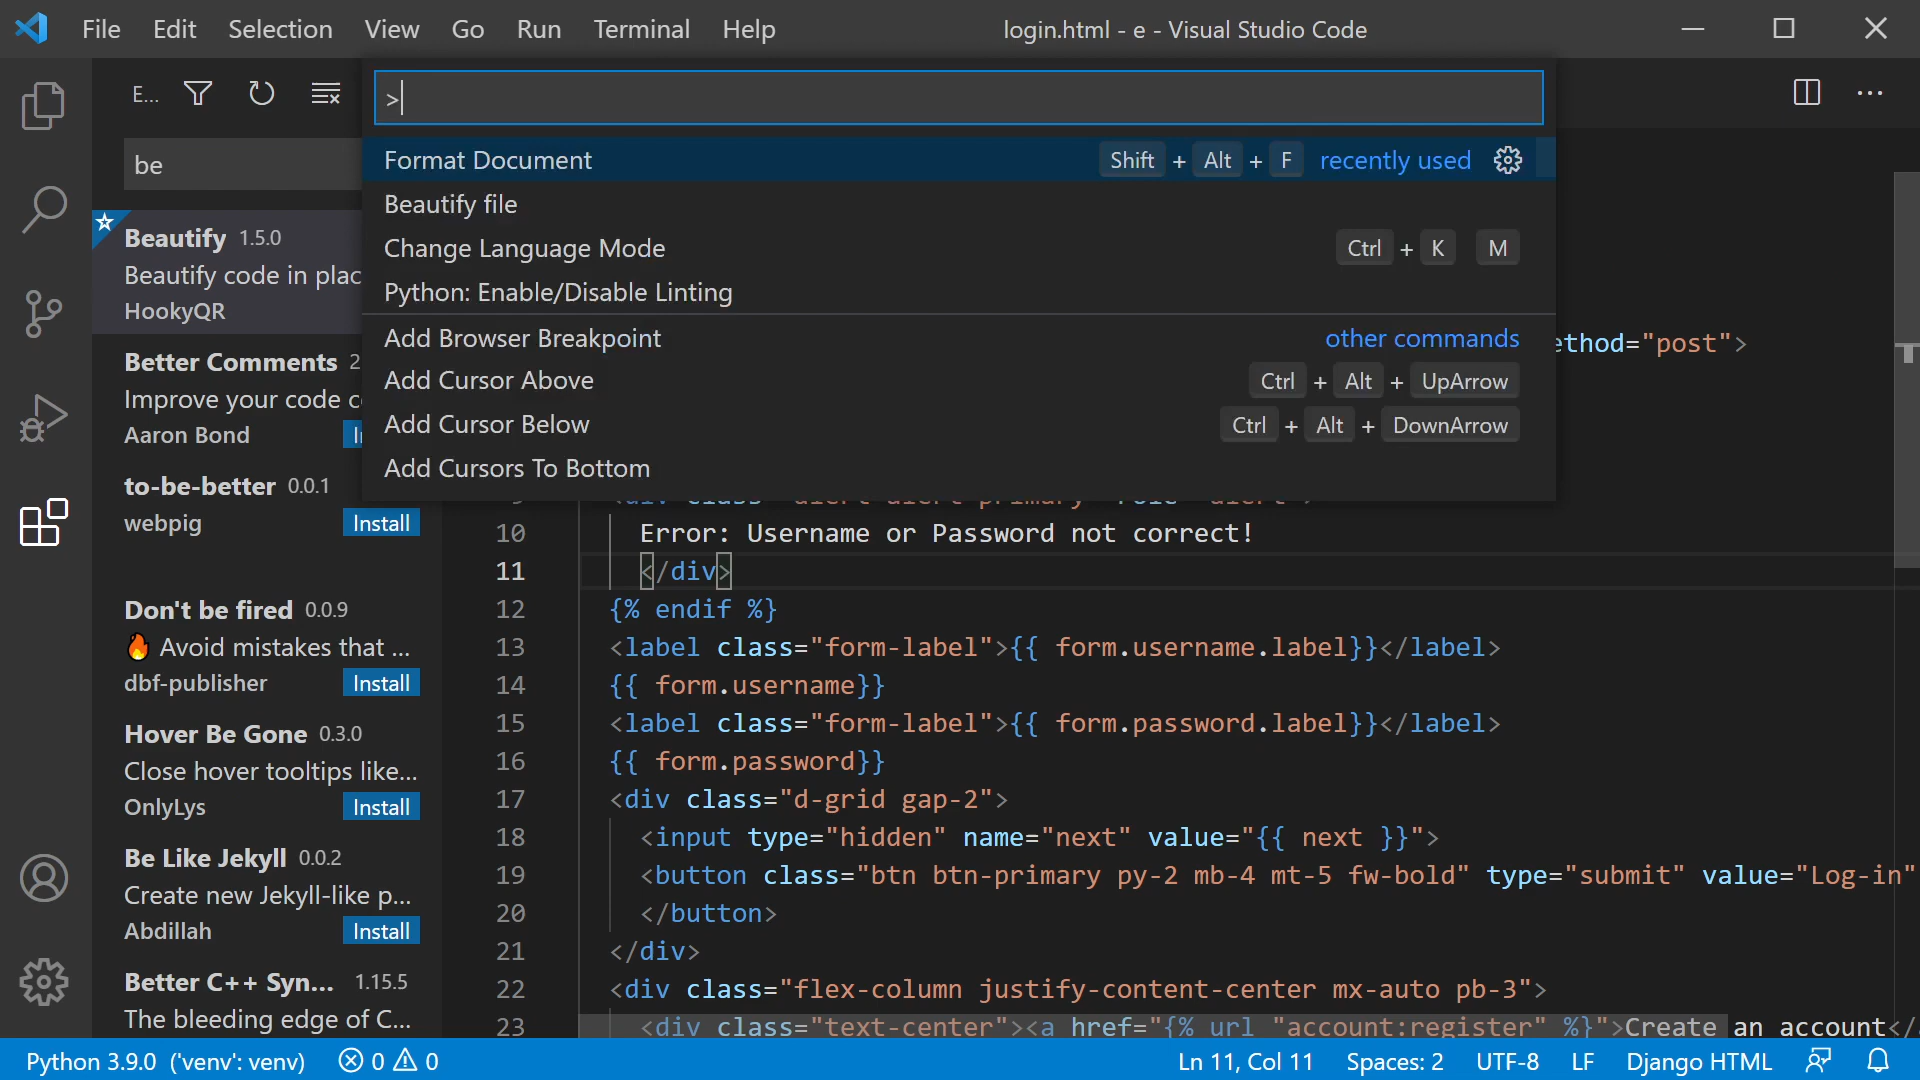 File Edit Selection View Go Run Terminal Help login.html - e - Visual Studio Code
E...
>
be
Format Document Shift + Alt + F recently used
Beautify file
Change Language Mode Ctrl + K M
Python: Enable/Disable Linting
Add Browser Breakpoint other commands
Add Cursor Above Ctrl + Alt + UpArrow
Add Cursor Below Ctrl + Alt + DownArrow
Add Cursors To Bottom
Beautify 1.5.0
Beautify code in plac
HookyQR
Better Comments 2
Improve your code c
Aaron Bond
to-be-better 0.0.1
webpig Install
Don't be fired 0.0.9
🔥 Avoid mistakes that ...
dbf-publisher Install
Hover Be Gone 0.3.0
Close hover tooltips like...
OnlyLys Install
Be Like Jekyll 0.0.2
Create new Jekyll-like p...
Abdillah Install
Better C++ Syn... 1.15.5
The bleeding edge of C...
ethod="post">
10 Error: Username or Password not correct!
11 </div>
12 {% endif %}
13 <label class="form-label">{{ form.username.label}}</label>
14 {{ form.username}}
15 <label class="form-label">{{ form.password.label}}</label>
16 {{ form.password}}
17 <div class="d-grid gap-2">
18 <input type="hidden" name="next" value="{{ next }}">
19 <button class="btn btn-primary py-2 mb-4 mt-5 fw-bold" type="submit" value="Log-in"
20 </button>
21 </div>
22 <div class="flex-column justify-content-center mx-auto pb-3">
23 <div class="text-center"><a href="{% url "account:register" %}">Create an account</
Python 3.9.0 ('venv': venv) 0 0 Ln 11, Col 11 Spaces: 2 UTF-8 LF Django HTML